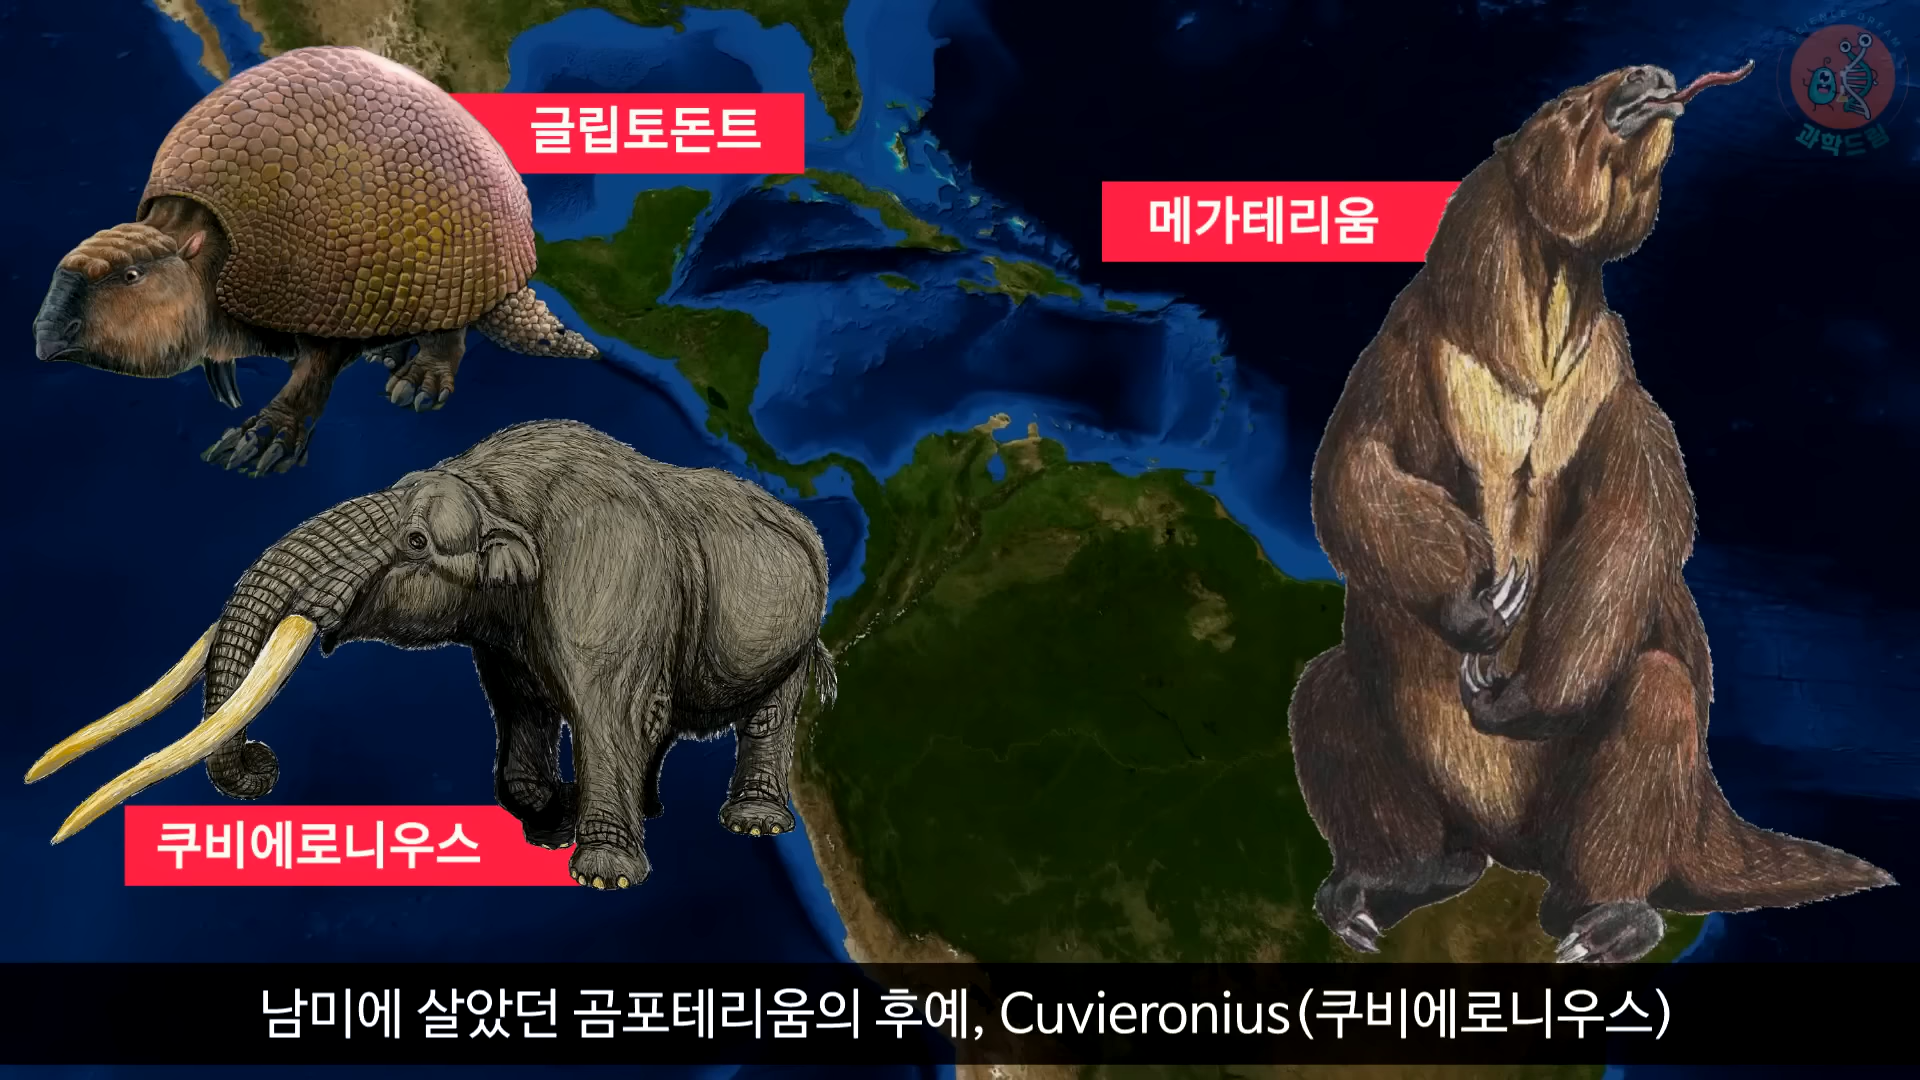 글립토돈트
메가테리움
쿠비에로니우스
남미에 살았던 곰포테리움의 후예, Cuvieronius(쿠비에로니우스)
과학드림